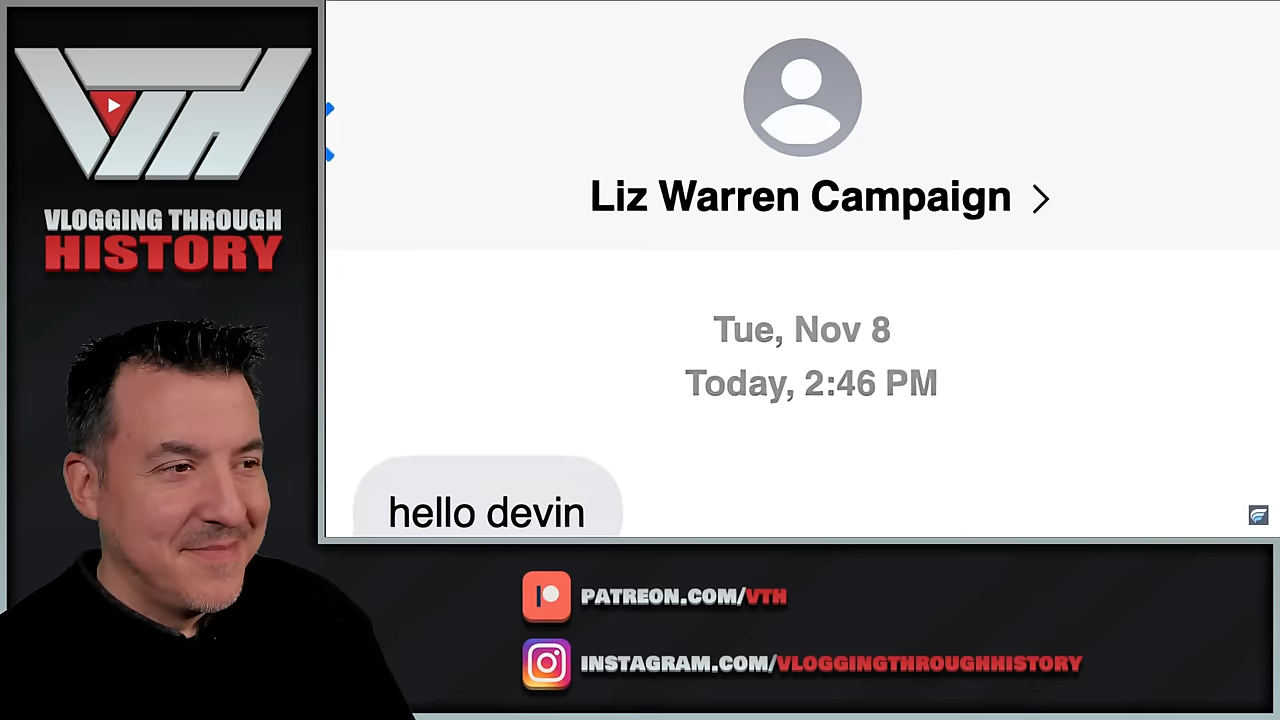 VTH
VLOGGING THROUGH
HISTORY
Liz Warren Campaign
Tue, Nov 8
Today, 2:46 PM
hello devin
PATREON.COM/VTH
INSTAGRAM.COM/VLOGGINGTHROUGHHISTORY